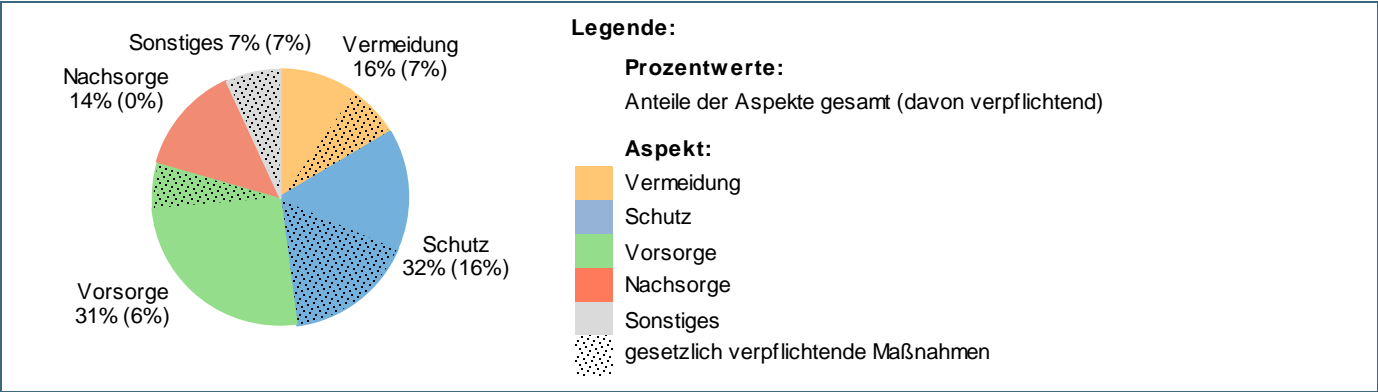 Sonstiges 7% (7%)
Vermeidung
16% (7%)
Nachsorge
14% (0%)
Schutz
32% (16%)
Vorsorge
31% (6%)
Legende:
Prozentwerte:
Anteile der Aspekte gesamt (davon verpflichtend)
Aspekt:
Vermeidung
Schutz
Vorsorge
Nachsorge
Sonstiges
gesetzlich verpflichtende Maßnahmen